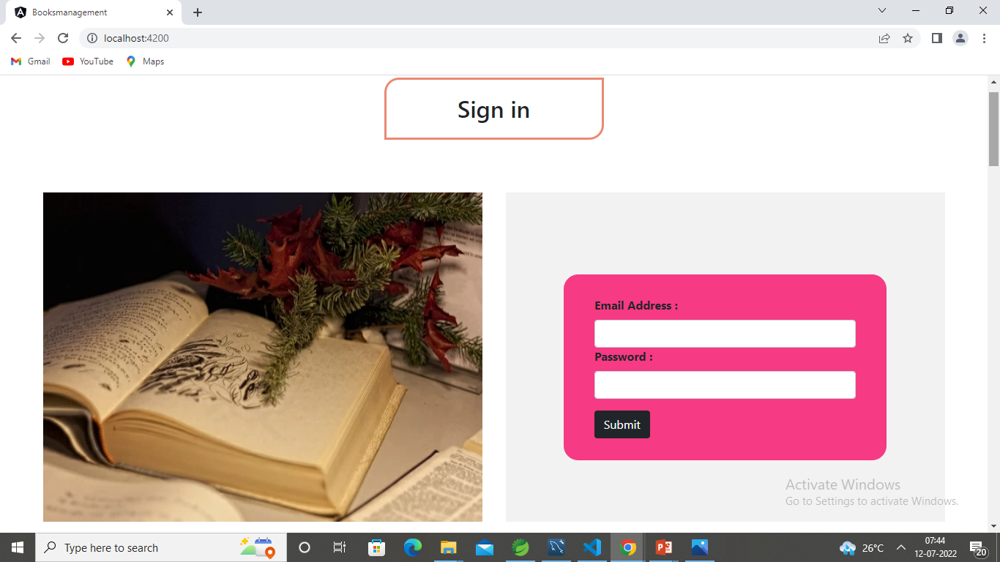 Booksmanagement
localhost:4200
Gmail YouTube Maps
Sign in
Email Address :
Password :
Submit
Activate Windows
Go to Settings to activate Windows.
Type here to search
26°C
07:44
12-07-2022
20